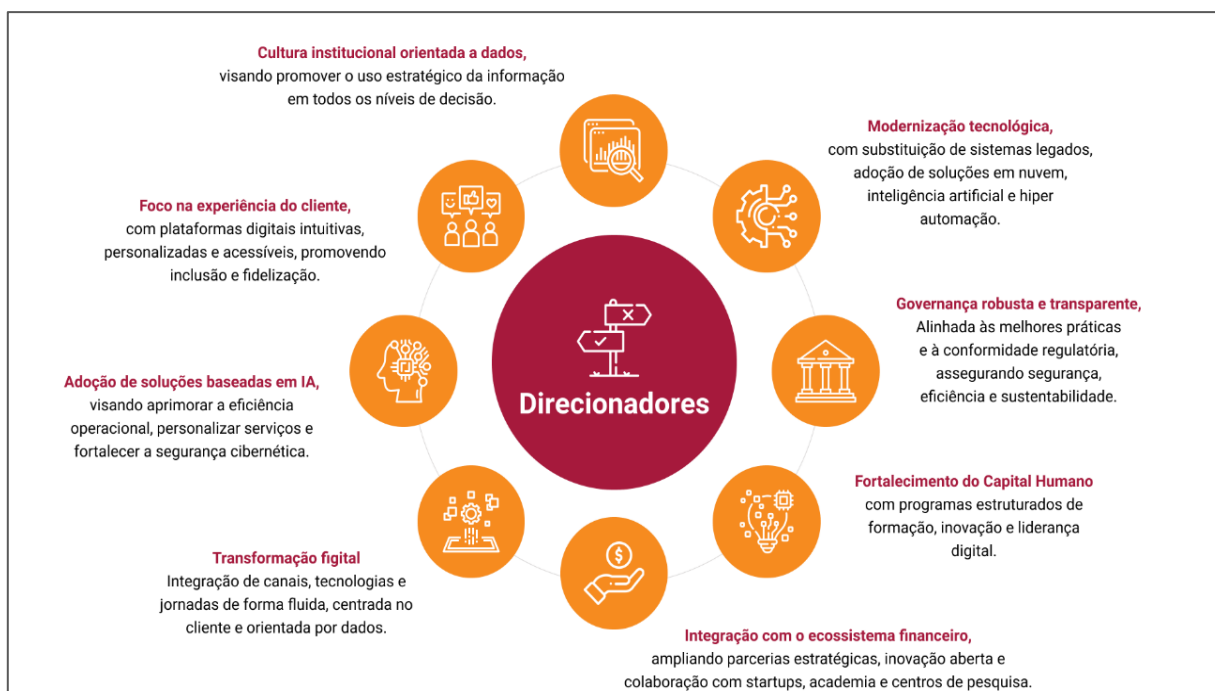 Cultura institucional orientada a dados,
visando promover o uso estratégico da informação
em todos os níveis de decisão.
Modernização tecnológica,
com substituição de sistemas legados,
adoção de soluções em nuvem,
inteligência artificial e hiper
automação.
Foco na experiência do cliente,
com plataformas digitais intuitivas,
personalizadas e acessíveis, promovendo
inclusão e fidelização.
Governança robusta e transparente,
Alinhada às melhores práticas
e à conformidade regulatória,
assegurando segurança,
eficiência e sustentabilidade.
Direcionadores
Adoção de soluções baseadas em IA,
visando aprimorar a eficiência
operacional, personalizar serviços e
fortalecer a segurança cibernética.
Fortalecimento do Capital Humano
com programas estruturados de
formação, inovação e liderança
digital.
Transformação figital
Integração de canais, tecnologias e
jornadas de forma fluida, centrada no
cliente e orientada por dados.
Integração com o ecossistema financeiro,
ampliando parcerias estratégicas, inovação aberta e
colaboração com startups, academia e centros de pesquisa.